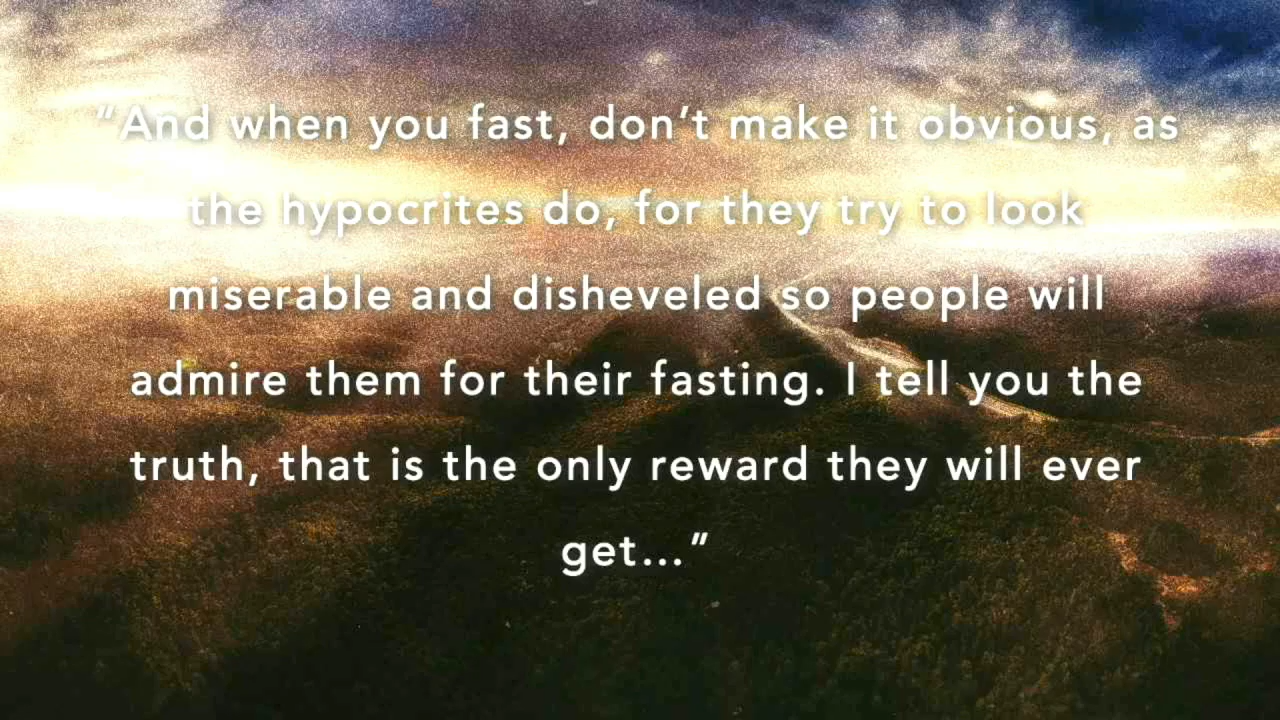 “And when you fast, don’t make it obvious, as
the hypocrites do, for they try to look
miserable and disheveled so people will
admire them for their fasting. I tell you the
truth, that is the only reward they will ever
get...”